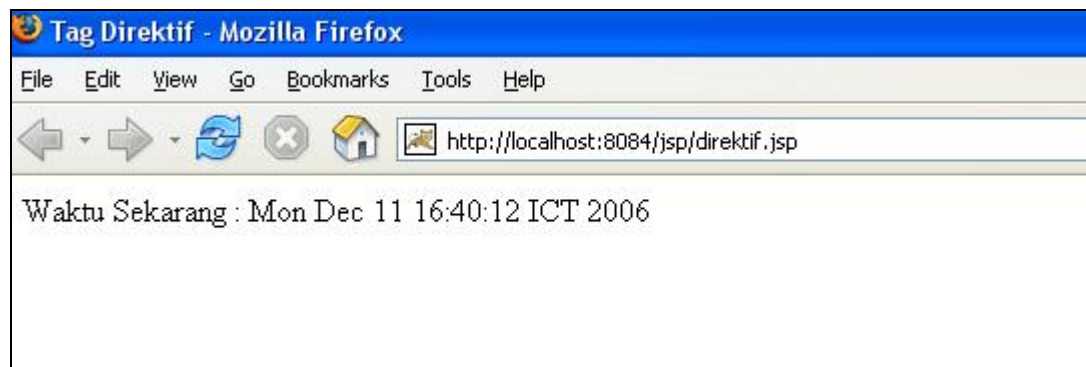 Tag Direktif - Mozilla Firefox
File Edit View Go Bookmarks Tools Help
http://localhost:8084/jsp/direktif.jsp
Waktu Sekarang : Mon Dec 11 16:40:12 ICT 2006